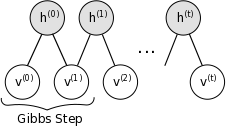 h(0) h(1) ... h(t)
v(0) v(1) v(2) v(t)
Gibbs Step